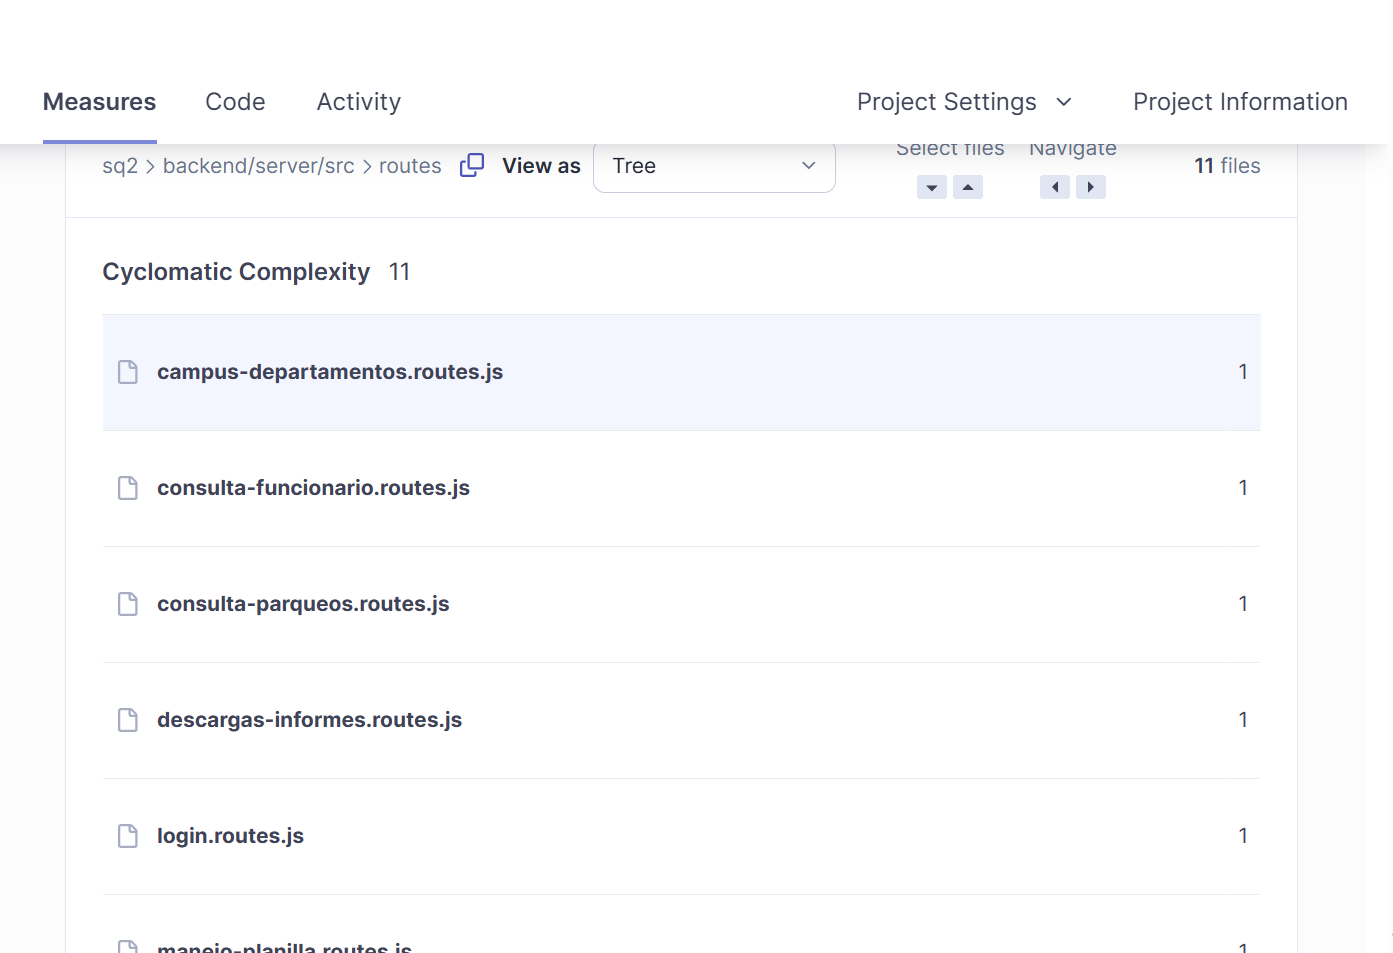 Measures Code Activity Project Settings Project Information
sq2 > backend/server/src > routes View as Tree Select files Navigate 11 files
Cyclomatic Complexity 11
campus-departamentos.routes.js 1
consulta-funcionario.routes.js 1
consulta-parqueos.routes.js 1
descargas-informes.routes.js 1
login.routes.js 1
manejo-planilla.routes.js 1